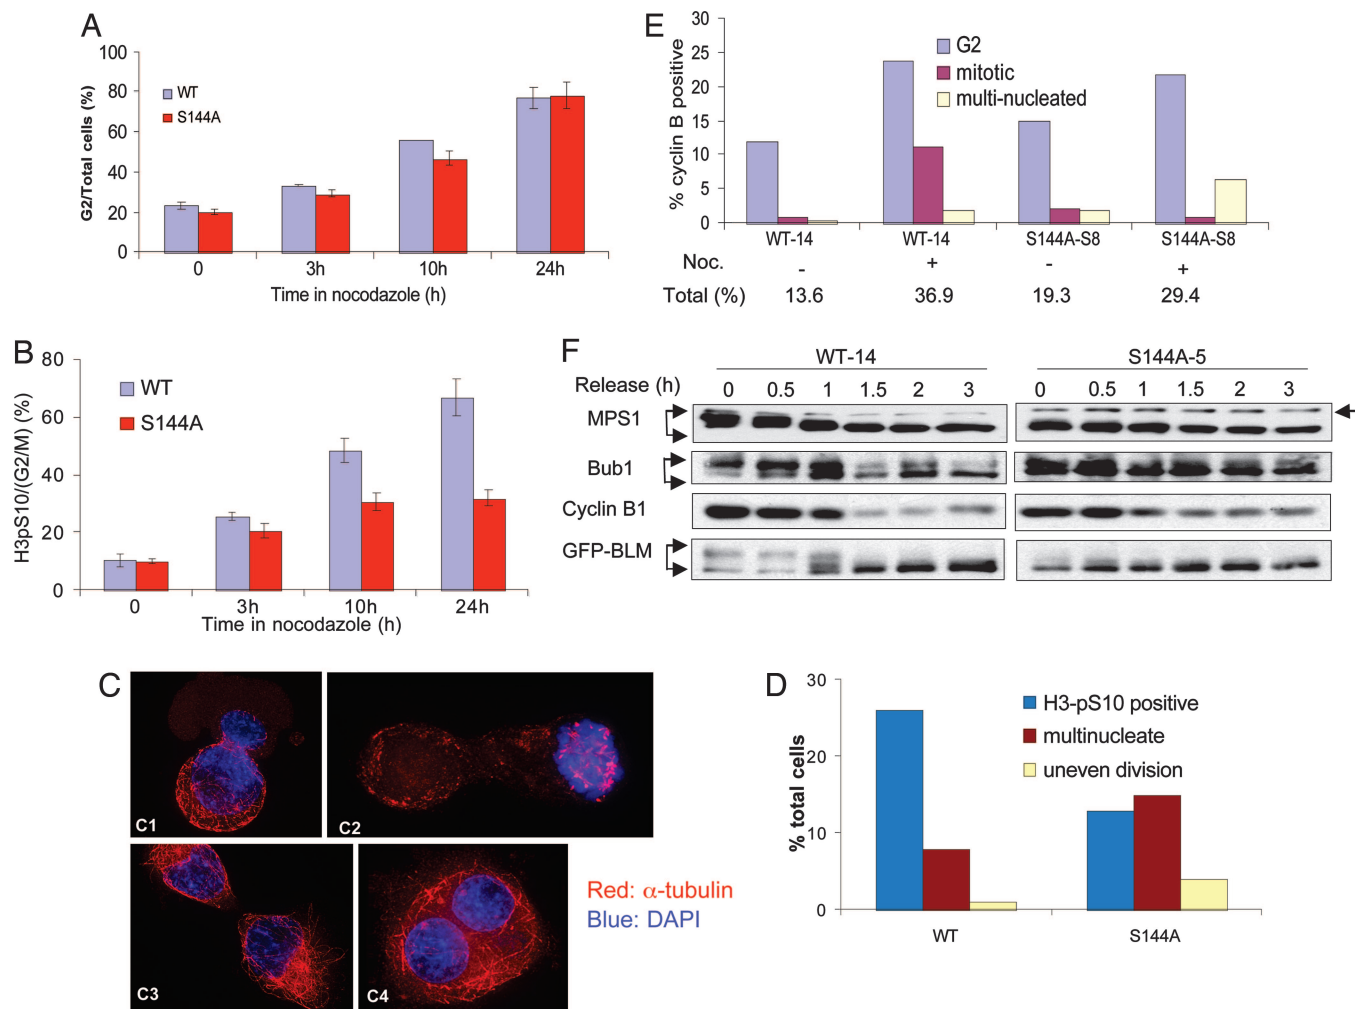 A
100
80
60
40
20
0
G2/Total cells (%)
WT
S144A
0 3h 10h 24h
Time in nocodazole (h)
E
30
25
20
15
10
5
0
% cyclin B positive
G2
mitotic
multi-nucleated
WT-14 WT-14 S144A-S8 S144A-S8
Noc. - + - +
Total (%) 13.6 36.9 19.3 29.4
B
80
60
40
20
0
H3pS10/(G2/M) (%)
WT
S144A
0 3h 10h 24h
Time in nocodazole (h)
F
WT-14 S144A-5
Release (h) 0 0.5 1 1.5 2 3 0 0.5 1 1.5 2 3
MPS1
Bub1
Cyclin B1
GFP-BLM
C
C1
C2
C3
C4
Red: α-tubulin
Blue: DAPI
D
30
20
10
0
% total cells
H3-pS10 positive
multinucleate
uneven division
WT S144A